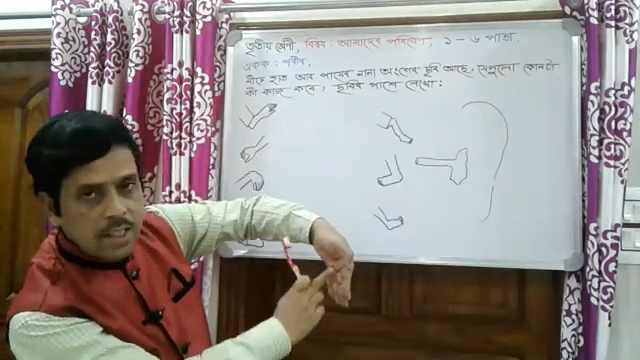 তৃতীয় শ্রেণী, বিষয় : আমাদের পরিবেশ, ১-৬ পাতা,
একক : শরীর,
নীচে হাত আর পায়ের নানা অংশের ছবি আছে, সেগুলো কোনটা
কী কাজ করে, ছবির পাশে লেখো :